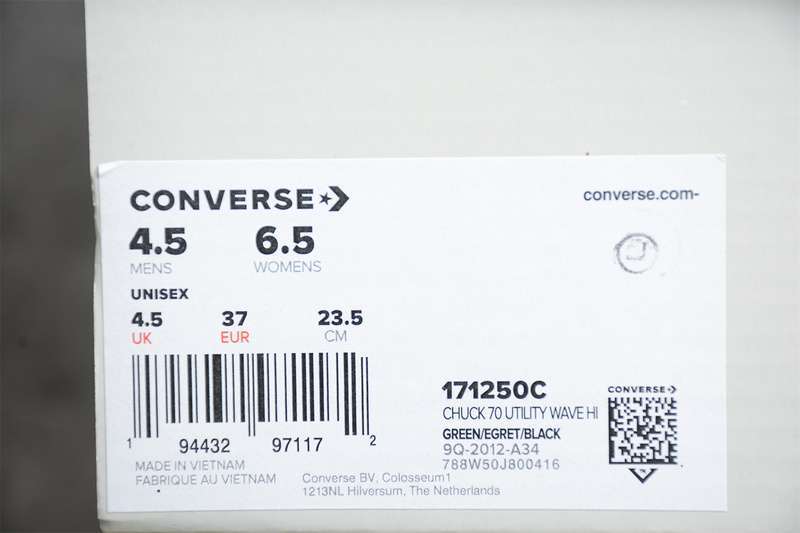 CONVERSE
converse.com-
4.5 6.5
MENS WOMENS
UNISEX
4.5 37 23.5
UK EUR CM
1 94432 97117 2
MADE IN VIETNAM
FABRIQUE AU VIETNAM
Converse BV, Colosseum1
1213NL Hilversum, The Netherlands
171250C
CHUCK 70 UTILITY WAVE HI
GREEN/EGRET/BLACK
9Q-2012-A34
788W50J800416
CONVERSE